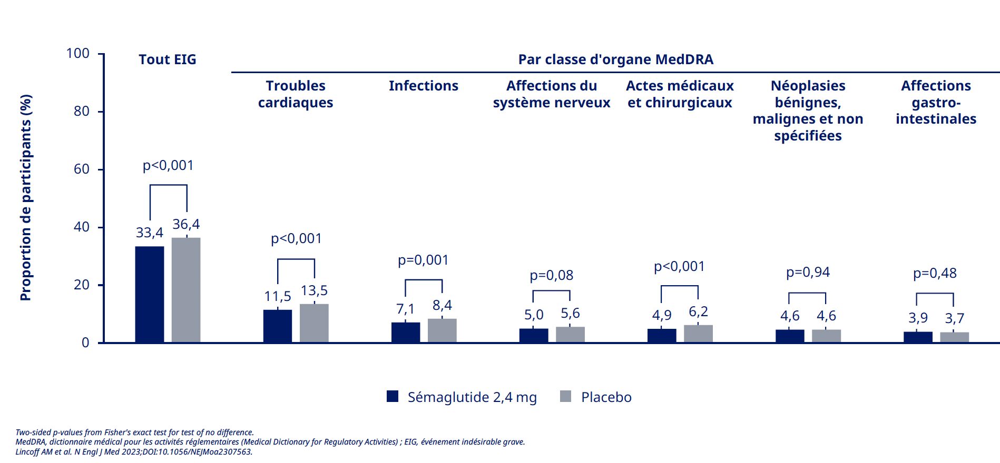 Tout EIG
Par classe d'organe MedDRA
Troubles
cardiaques
Infections
Affections du
système nerveux
Actes médicaux
et chirurgicaux
Néoplasies
bénignes,
malignes et non
spécifiées
Affections
gastro-
intestinales
Proportion de participants (%)
100
80
60
40
20
0
p<0,001
33,4
36,4
p<0,001
11,5
13,5
p=0,001
7,1
8,4
p=0,08
5,0
5,6
p<0,001
4,9
6,2
p=0,94
4,6
4,6
p=0,48
3,9
3,7
Sémaglutide 2,4 mg
Placebo
Two-sided p-values from Fisher's exact test for test of no difference.
MedDRA, dictionnaire médical pour les activités réglementaires (Medical Dictionary for Regulatory Activities) ; EIG, événement indésirable grave.
Lincoff AM et al. N Engl J Med 2023;DOI:10.1056/NEJMoa2307563.